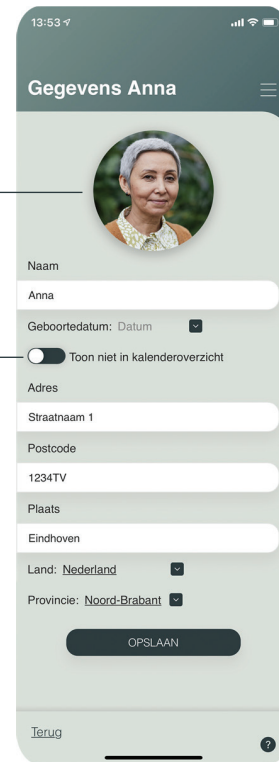 13:53
Gegevens Anna
Naam
Anna
Geboortedatum: Datum
Toon niet in kalenderoverzicht
Adres
Straatnaam 1
Postcode
1234TV
Plaats
Eindhoven
Land: Nederland
Provincie: Noord-Brabant
OPSLAAN
Terug
?